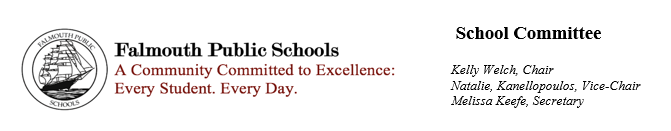 FALMOUTH PUBLIC
SCHOOLS
Falmouth Public Schools
A Community Committed to Excellence:
Every Student. Every Day.
School Committee
Kelly Welch, Chair
Natalie, Kanellopoulos, Vice-Chair
Melissa Keefe, Secretary